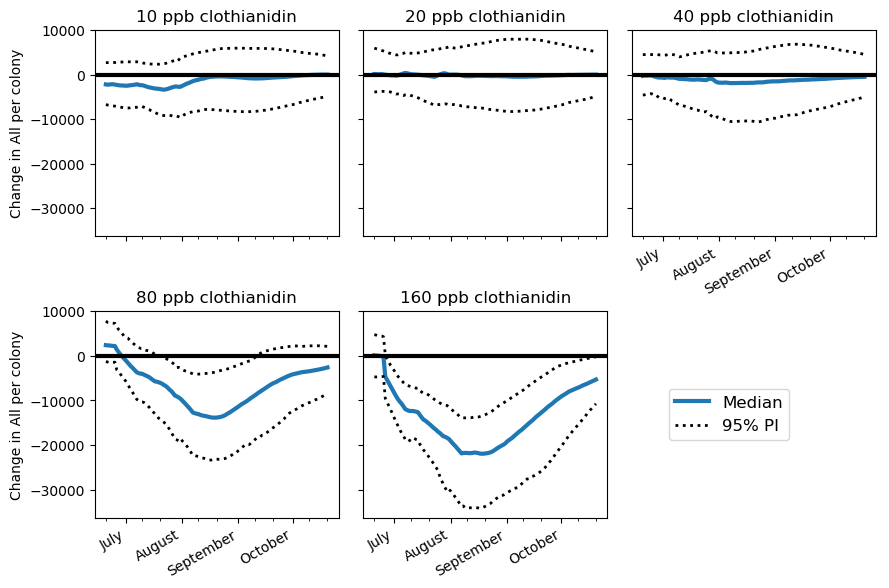 10 ppb clothianidin
20 ppb clothianidin
40 ppb clothianidin
Change in All per colony
10000
0
−10000
−20000
−30000
July
August
September
October
80 ppb clothianidin
160 ppb clothianidin
Change in All per colony
10000
0
−10000
−20000
−30000
July
August
September
October
July
August
September
October
Median
95% PI